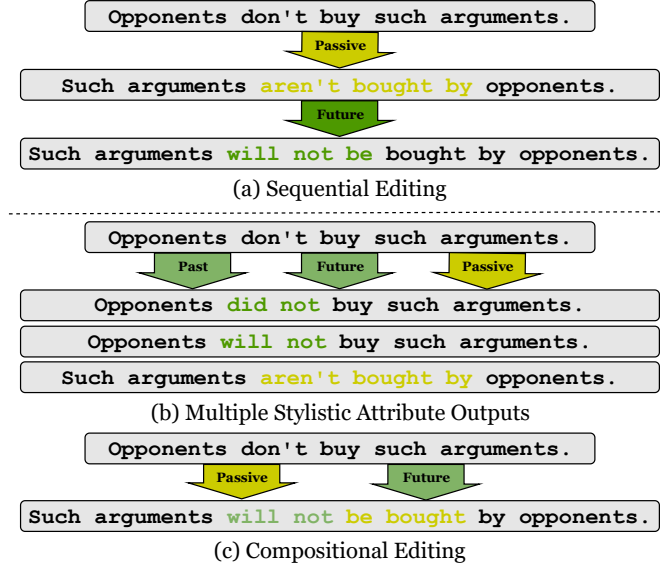 Opponents don't buy such arguments.
Passive
Such arguments aren't bought by opponents.
Future
Such arguments will not be bought by opponents.
(a) Sequential Editing
Opponents don't buy such arguments.
Past Future Passive
Opponents did not buy such arguments.
Opponents will not buy such arguments.
Such arguments aren't bought by opponents.
(b) Multiple Stylistic Attribute Outputs
Opponents don't buy such arguments.
Passive Future
Such arguments will not be bought by opponents.
(c) Compositional Editing